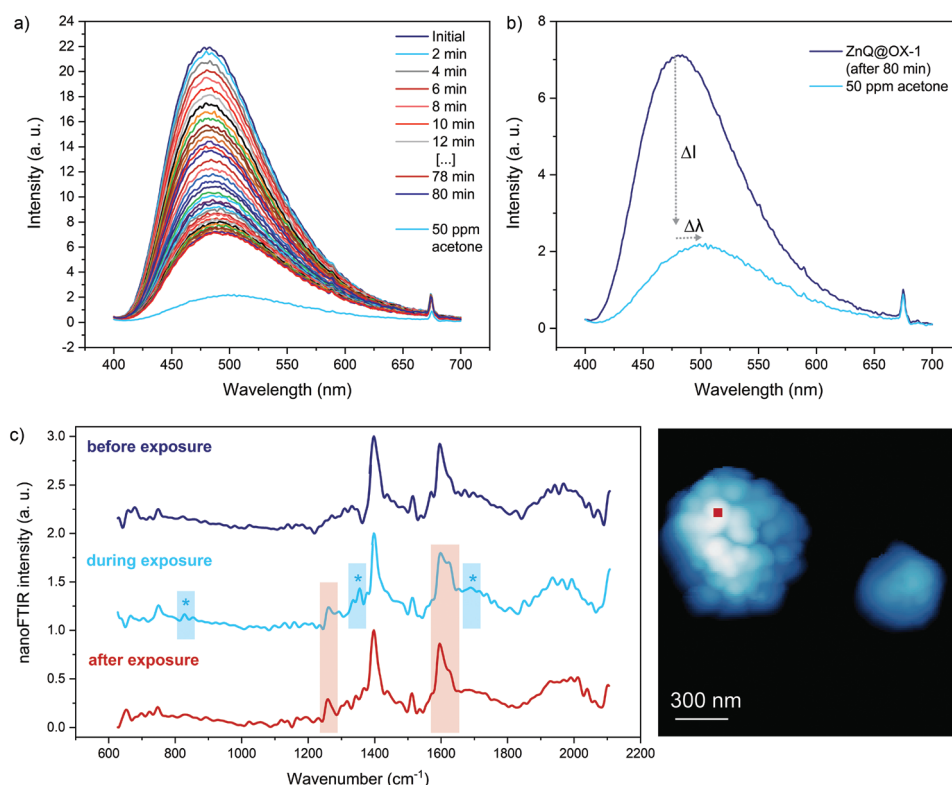 a)
Intensity (a. u.)
24
22
20
18
16
14
12
10
8
6
4
2
0
-2
400
450
500
550
600
650
700
Wavelength (nm)
Initial
2 min
4 min
6 min
8 min
10 min
12 min
[...]
78 min
80 min
50 ppm
acetone
b)
Intensity (a. u.)
8
6
4
2
0
400
450
500
550
600
650
700
Wavelength (nm)
ZnQ@OX-1
(after 80 min)
50 ppm acetone
ΔI
Δλ
c)
nanoFTIR intensity (a. u.)
3.0
2.5
2.0
1.5
1.0
0.5
0.0
before exposure
during exposure
* * *
after exposure
600
800
1000
1200
1400
1600
1800
2000
2200
Wavenumber (cm⁻¹)
300 nm